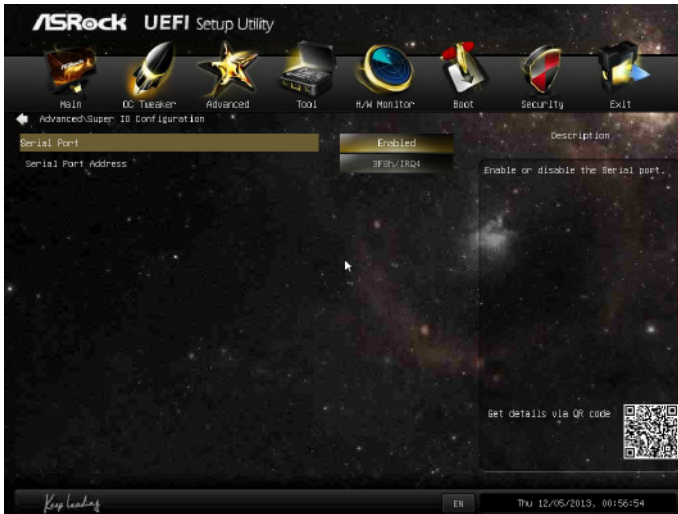 ASRock UEFI Setup Utility
Main OC Tweaker Advanced Tool H/W Monitor Boot Security Exit
Advanced\Super IO Configuration
Description
Serial Port Enabled
Serial Port Address 3F8h/IRQ4
Enable or disable the Serial port.
Get details via QR code
Keep Leading
EN Thu 12/05/2013, 00:56:54